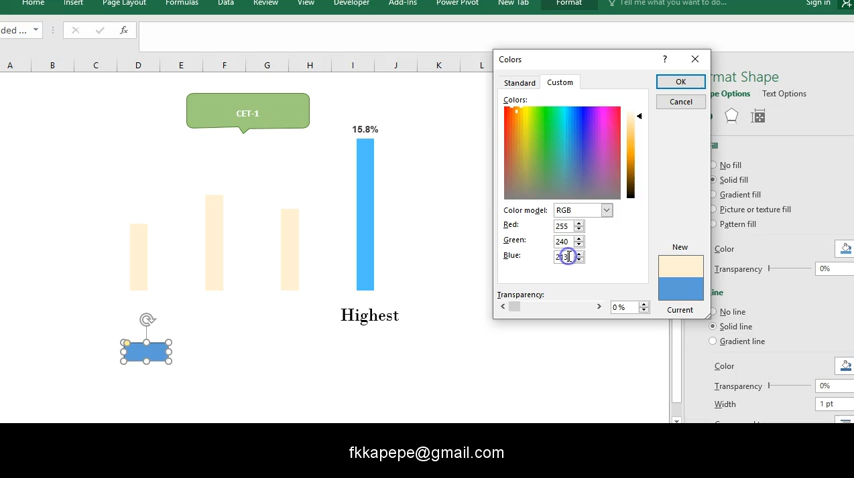 Home Insert Page Layout Formulas Data Review View Developer Add-Ins Power Pivot New Tab Format Tell me what you want to do... Sign in
ded ... fx
A B C D E F G H I J K L
CET-1
15.8%
Highest
Colors ?
Standard Custom OK
Cancel
Colors:
Color model: RGB
Red: 255
Green: 240
Blue:
Transparency: 0 %
New
Current
rmat Shape
pe Options Text Options
ill
No fill
Solid fill
Gradient fill
Picture or texture fill
Pattern fill
Color
Transparency 0%
ine
No line
Solid line
Gradient line
Color
Transparency 0%
Width 1 pt
fkkapepe@gmail.com